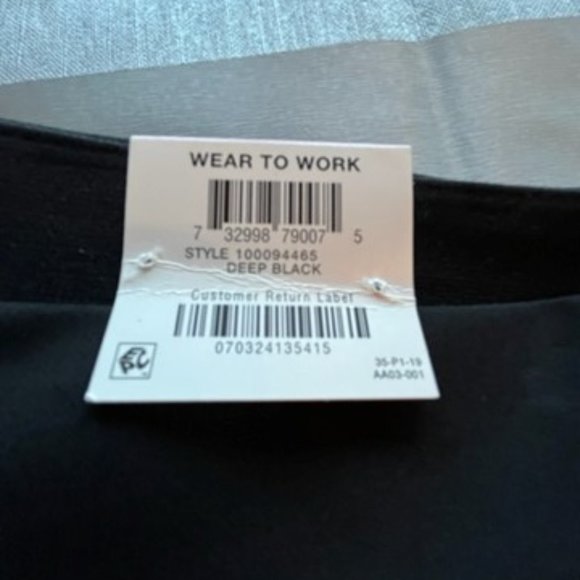 WEAR TO WORK
7 32998 79007 5
STYLE 100094465
DEEP BLACK
Customer Return Label
070324135415
35-P1-19
AA03-001